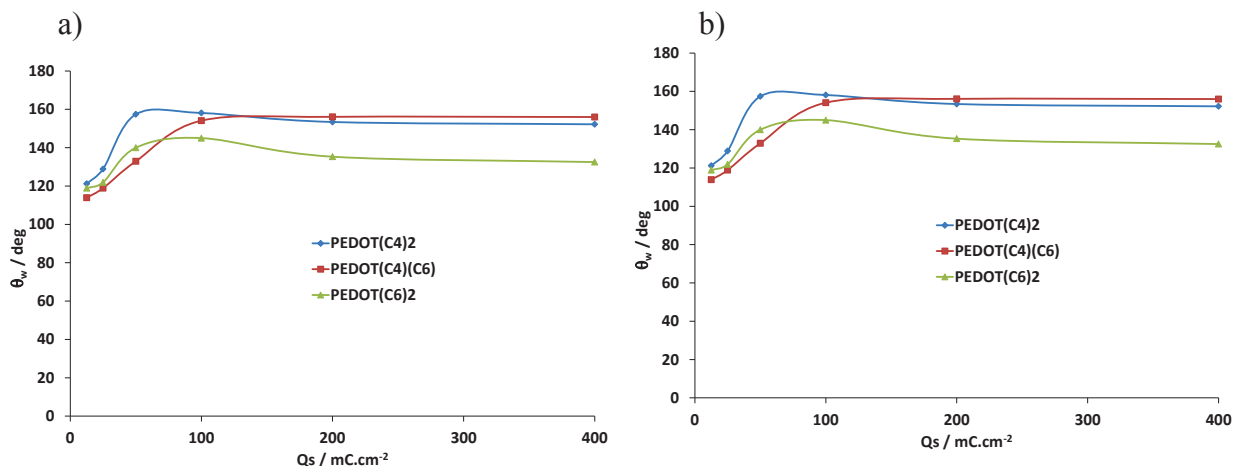 a)
180
160
140
120
100
80
60
40
20
0
θw / deg
0 100 200 300 400
Qs / mC.cm-2
PEDOT(C4)2
PEDOT(C4)(C6)
PEDOT(C6)2
b)
180
160
140
120
100
80
60
40
20
0
θw / deg
0 100 200 300 400
Qs / mC.cm-2
PEDOT(C4)2
PEDOT(C4)(C6)
PEDOT(C6)2